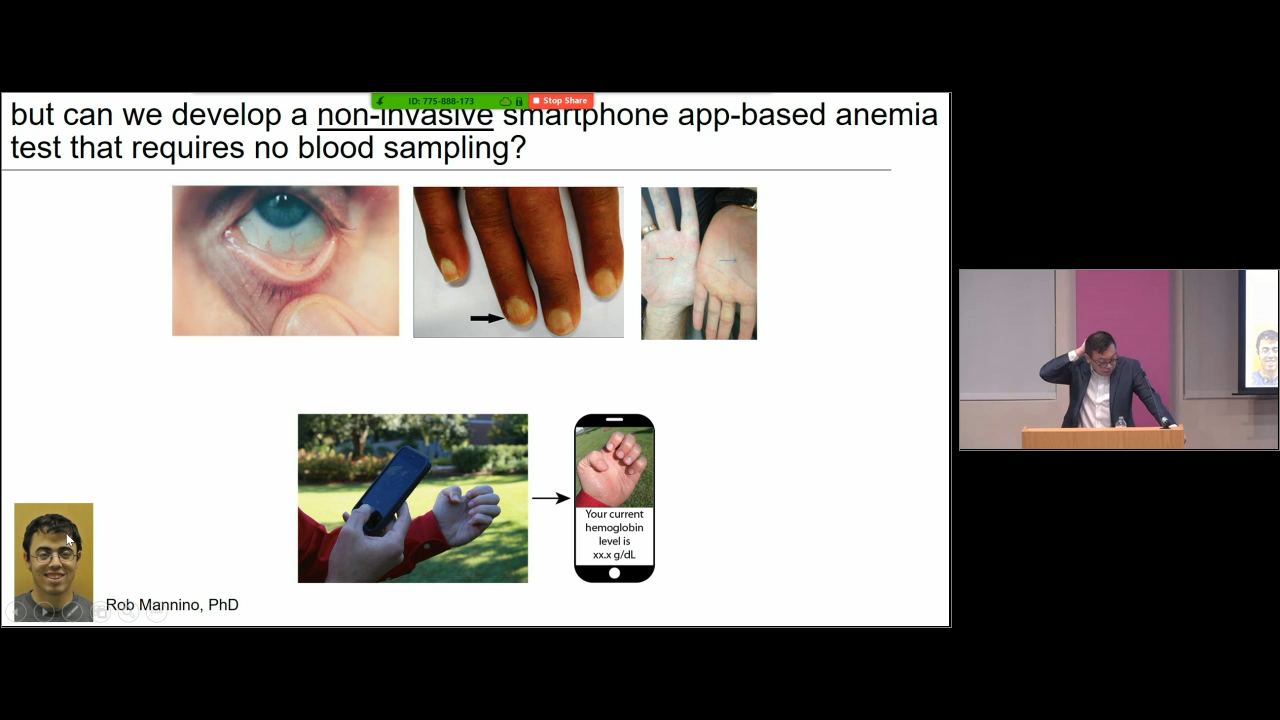 ID: 775-888-173
Stop Share
but can we develop a non-invasive smartphone app-based anemia
test that requires no blood sampling?
Your current
hemoglobin
level is
xx.x g/dL
Rob Mannino, PhD